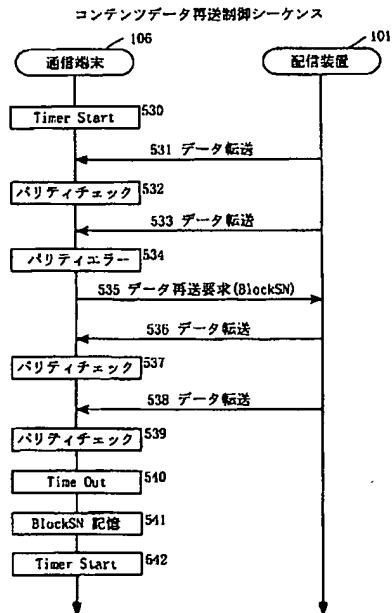 コンテンツデータ再送制御シーケンス
106
101
通信端末
配信装置
Timer Start
530
531 データ転送
パリティチェック
532
533 データ転送
パリティエラー
534
535 データ再送要求(BlockSN)
536 データ転送
パリティチェック
537
538 データ転送
パリティチェック
539
Time Out
540
BlockSN 記憶
541
Timer Start
542